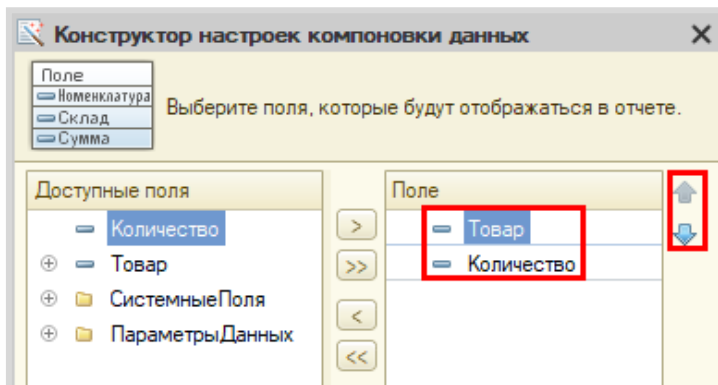 Конструктор настроек компоновки данных
Поле
Номенклатура
Склад
Сумма
Выберите поля, которые будут отображаться в отчете.
Доступные поля
Количество
Товар
СистемныеПоля
ПараметрыДанных
>
>>
<
<<
Поле
Товар
Количество